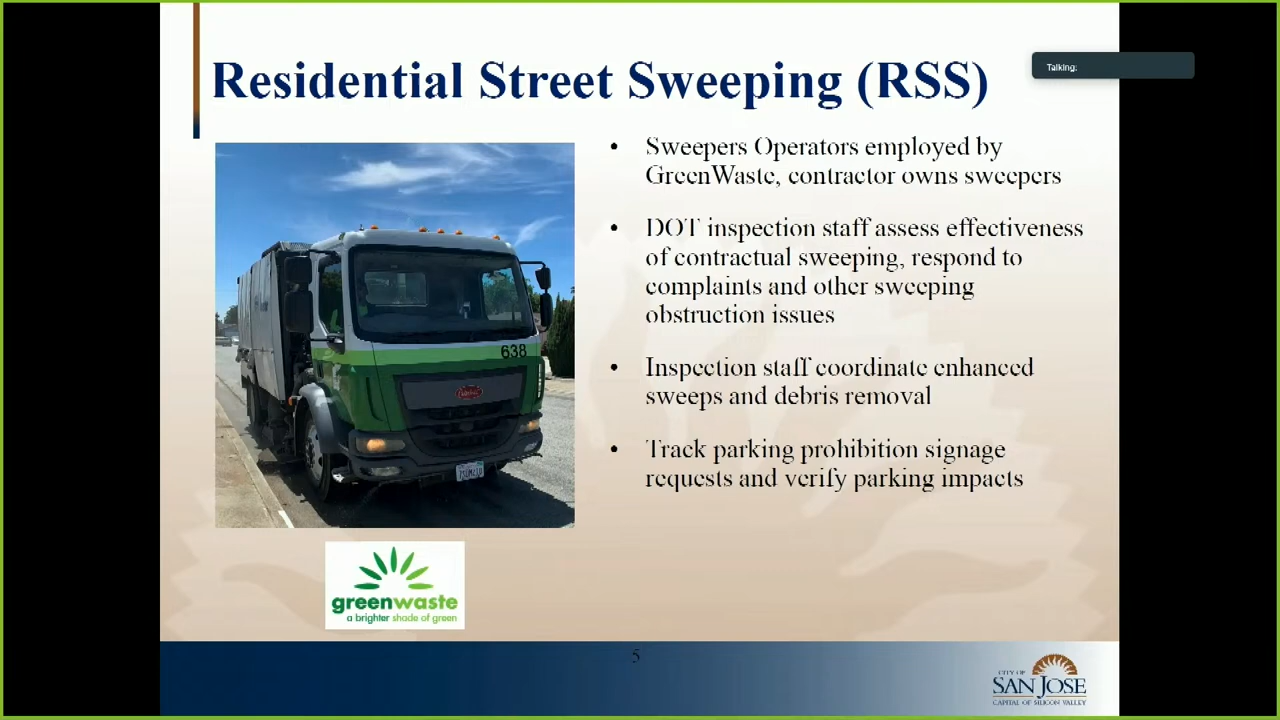 Residential Street Sweeping (RSS)
Talking:
• Sweepers Operators employed by
GreenWaste, contractor owns sweepers
• DOT inspection staff assess effectiveness
of contractual sweeping, respond to
complaints and other sweeping
obstruction issues
• Inspection staff coordinate enhanced
sweeps and debris removal
• Track parking prohibition signage
requests and verify parking impacts
638
greenwaste
a brighter shade of green
5
CITY OF
SAN JOSE
CAPITAL OF SILICON VALLEY